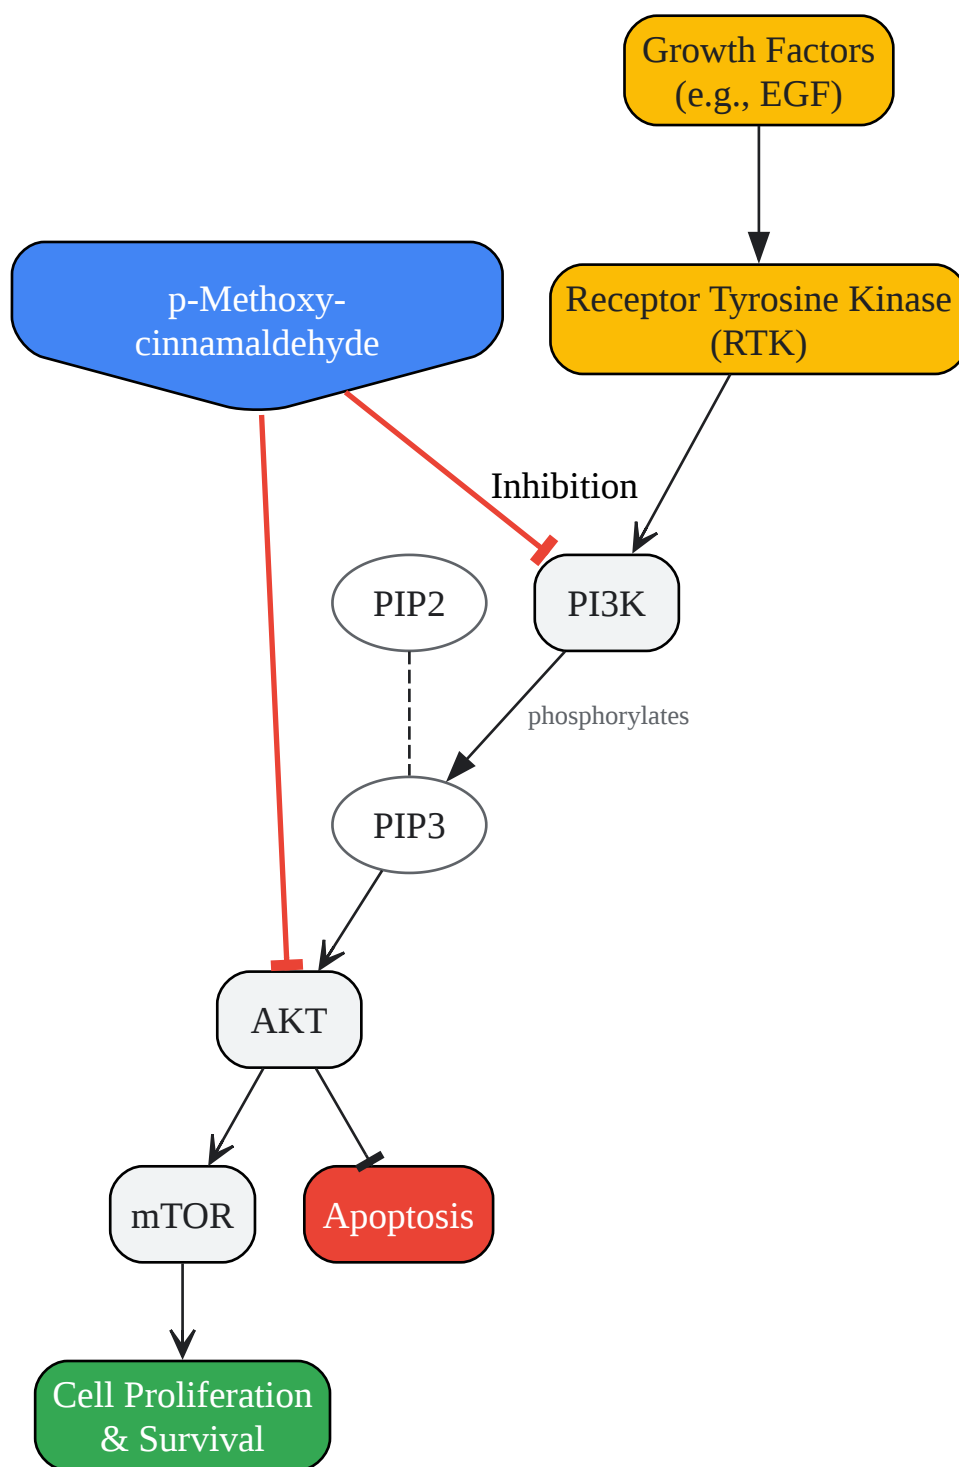 Growth Factors
(e.g., EGF)
p-Methoxy-
cinnamaldehyde
Receptor Tyrosine Kinase
(RTK)
Inhibition
PIP2
PI3K
phosphorylates
PIP3
AKT
mTOR
Apoptosis
Cell Proliferation
& Survival